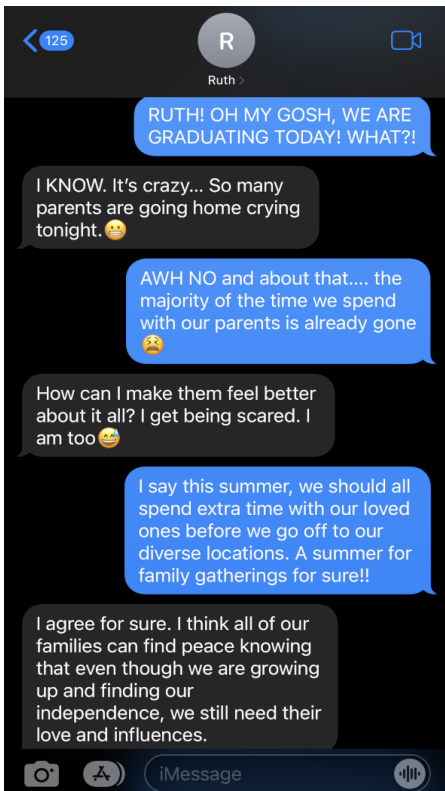 125
R
Ruth
RUTH! OH MY GOSH, WE ARE
GRADUATING TODAY! WHAT?!
I KNOW. It's crazy... So many
parents are going home crying
tonight.😬
AWH NO and about that.... the
majority of the time we spend
with our parents is already gone
😫
How can I make them feel better
about it all? I get being scared. I
am too😅
I say this summer, we should all
spend extra time with our loved
ones before we go off to our
diverse locations. A summer for
family gatherings for sure!!
I agree for sure. I think all of our
families can find peace knowing
that even though we are growing
up and finding our
independence, we still need their
love and influences.
iMessage